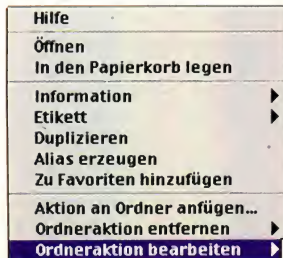 Hilfe
Öffnen
In den Papierkorb legen
Information
Etikett
Duplizieren
Alias erzeugen
Zu Favoriten hinzufügen
Aktion an Ordner anfügen...
Ordneraktion entfernen
Ordneraktion bearbeiten